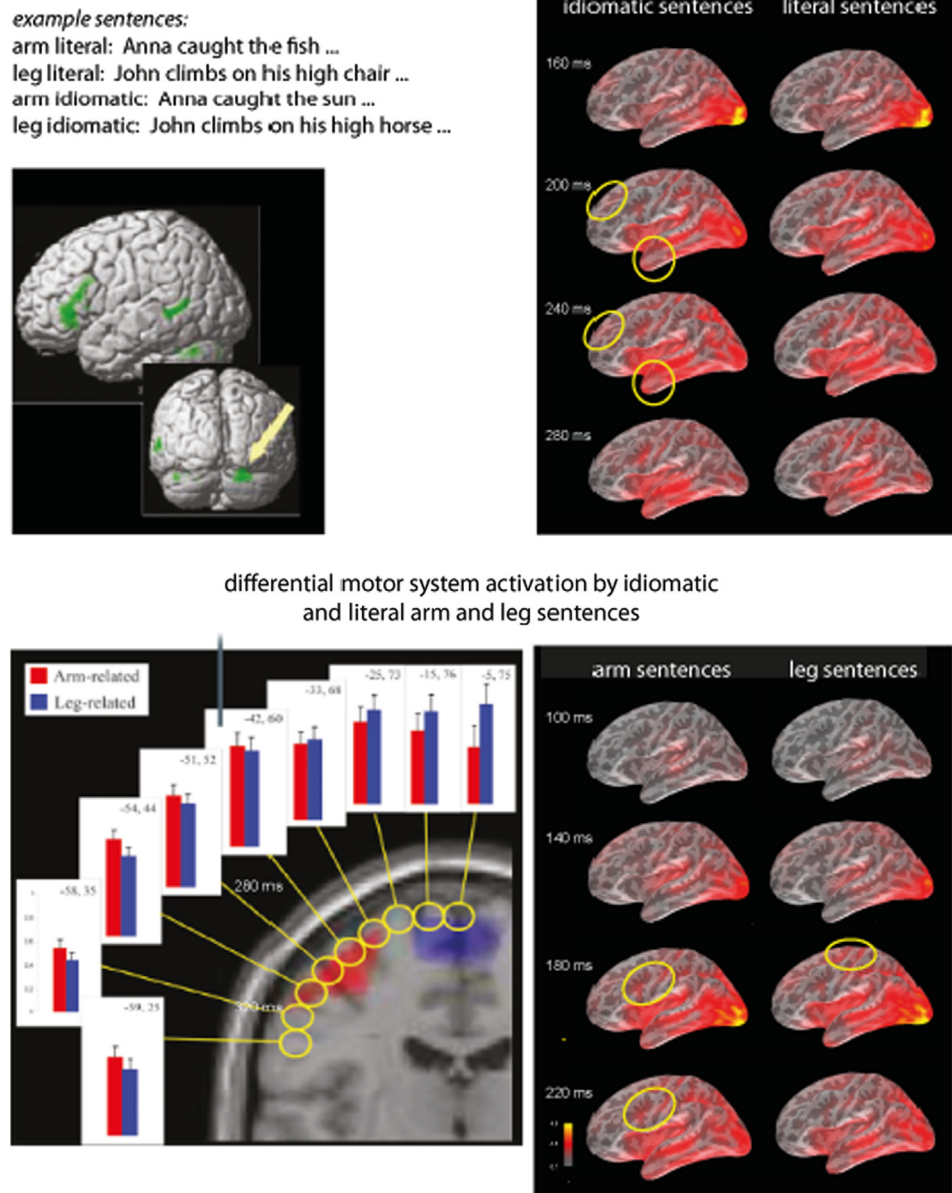 example sentences:
arm literal: Anna caught the fish ...
leg literal: John climbs on his high chair ...
arm idiomatic: Anna caught the sun ...
leg idiomatic: John climbs on his high horse ...
idiomatic sentences
literal sentences
160 ms
200 ms
240 ms
280 ms
differential motor system activation by idiomatic
and literal arm and leg sentences
Arm-related
Leg-related
-5, 75
-15, 76
-25, 73
-33, 68
-42, 60
-51, 52
-54, 44
-58, 35
-59, 25
280 ms
320 ms
arm sentences
leg sentences
100 ms
140 ms
180 ms
220 ms